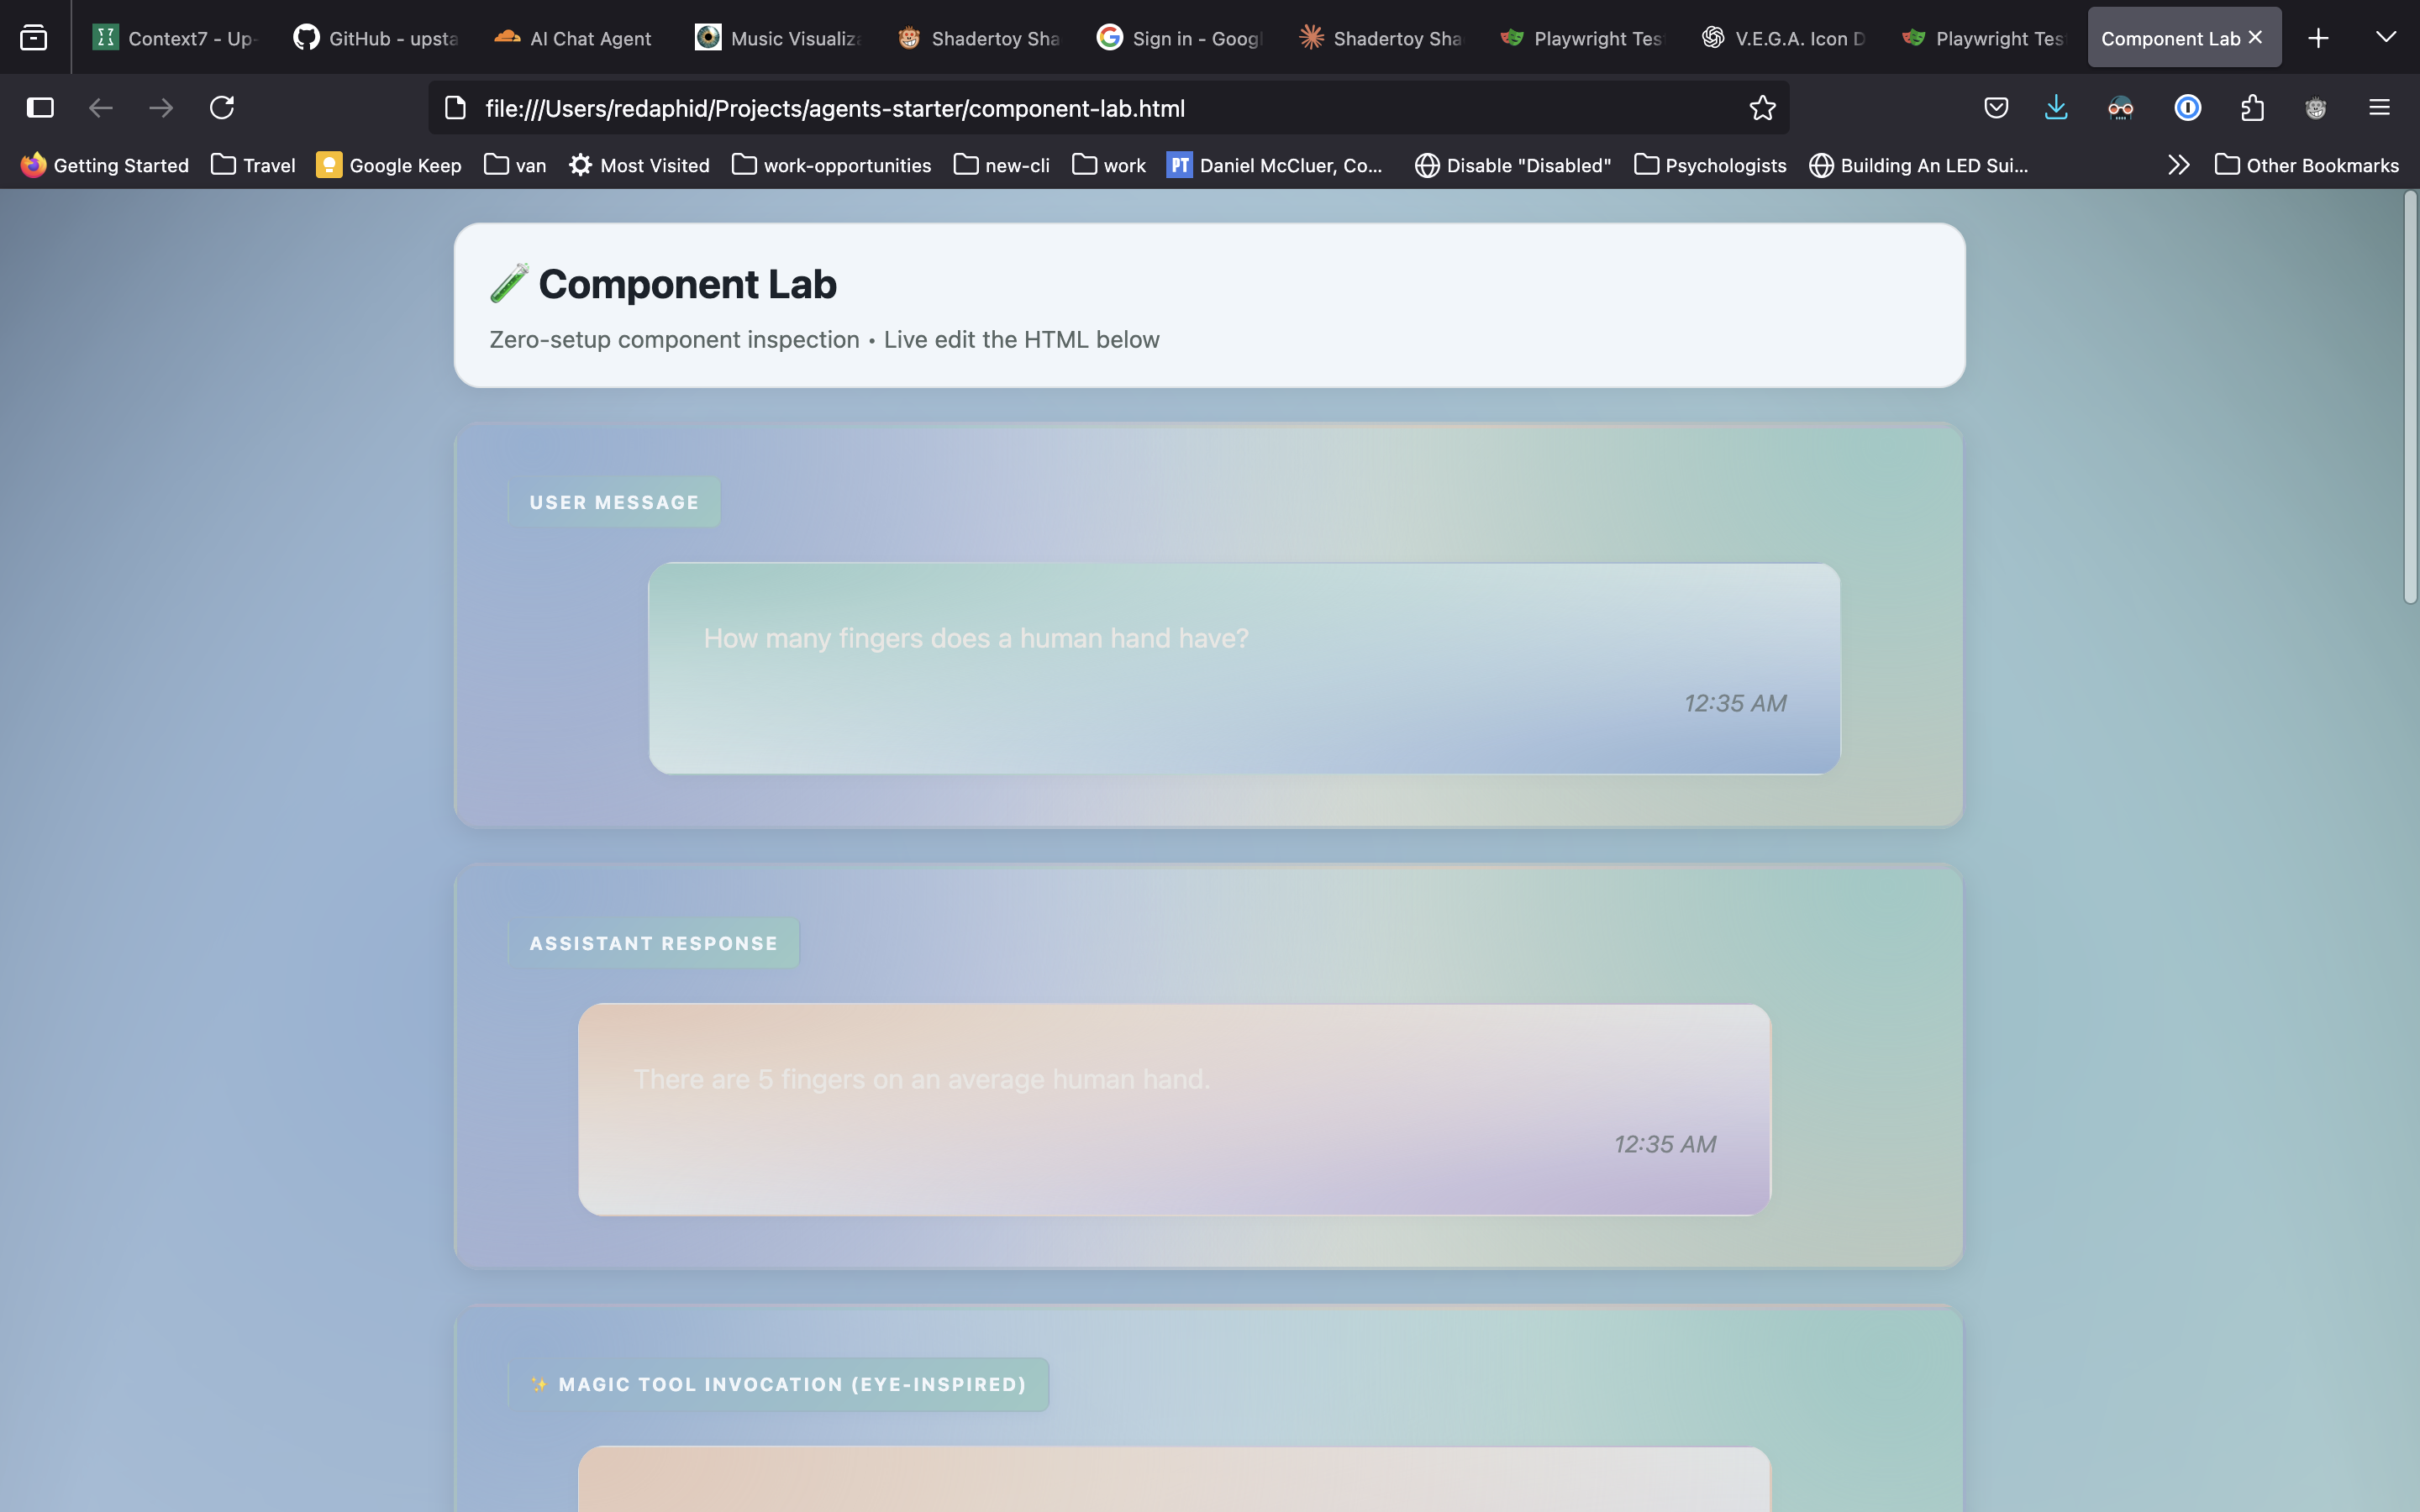 Context7 - Up-
GitHub - upsta
AI Chat Agent
Music Visualiza
Shadertoy Sha
Sign in - Googl
Shadertoy Sha
Playwright Tes
V.E.G.A. Icon D
Playwright Tes
Component Lab
file:///Users/redaphid/Projects/agents-starter/component-lab.html
Getting Started
Travel
Google Keep
van
Most Visited
work-opportunities
new-cli
work
PT
Daniel McCluer, Co...
Disable "Disabled"
Psychologists
Building An LED Sui...
Other Bookmarks
Component Lab
Zero-setup component inspection • Live edit the HTML below
USER MESSAGE
How many fingers does a human hand have?
12:35 AM
ASSISTANT RESPONSE
There are 5 fingers on an average human hand.
12:35 AM
✨ MAGIC TOOL INVOCATION (EYE-INSPIRED)